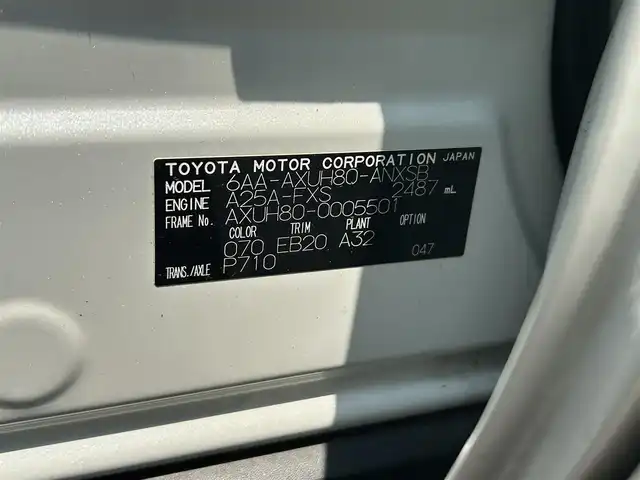 TOYOTA MOTOR CORPORATION JAPAN
MODEL 6AA-AXUH80-ANXSB
ENGINE A25A-FXS 2487 mL
FRAME No. AXUH80-0005501
COLOR TRIM PLANT OPTION
070 EB20 A32 047
TRANS./AXLE P710